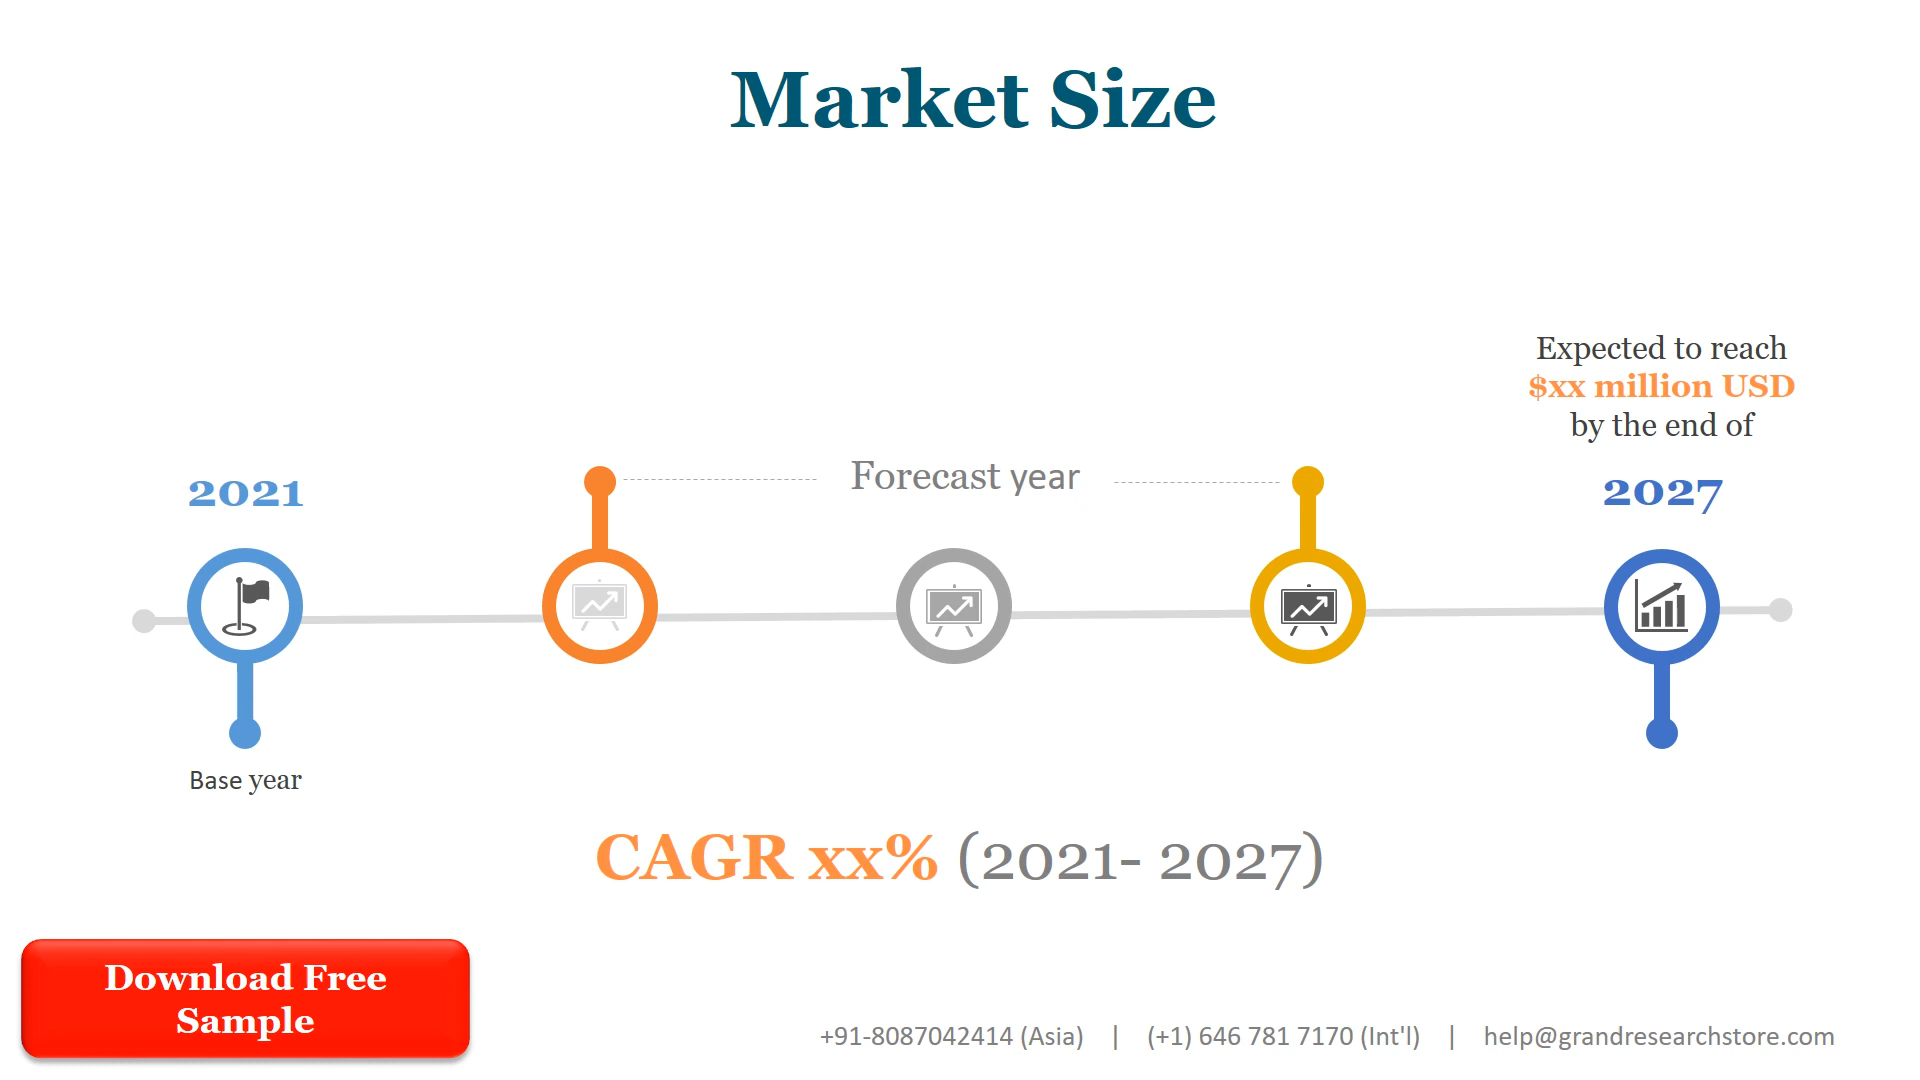 Market Size
Expected to reach
$xx million USD
by the end of
2021
Forecast year
2027
Base year
CAGR xx% (2021- 2027)
Download Free
Sample
+91-8087042414 (Asia) | (+1) 646 781 7170 (Int'l) | help@grandresearchstore.com